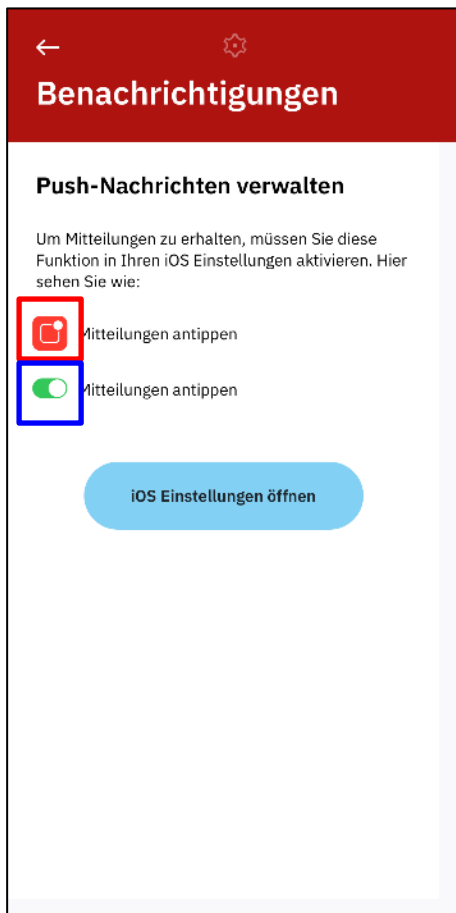 Benachrichtigungen
Push-Nachrichten verwalten
Um Mitteilungen zu erhalten, müssen Sie diese
Funktion in Ihren iOS Einstellungen aktivieren. Hier
sehen Sie wie:
Mitteilungen antippen
Mitteilungen antippen
iOS Einstellungen öffnen